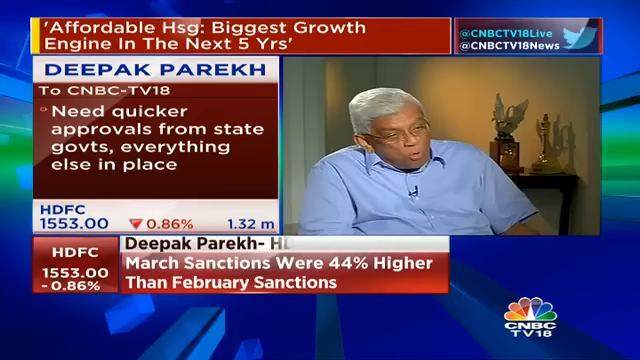 'Affordable Hsg: Biggest Growth
Engine In The Next 5 Yrs'
@CNBCTV18Live
@CNBCTV18News
DEEPAK PAREKH
To CNBC-TV18
Need quicker
approvals from state
govts, everything
else in place
HDFC
1553.00 ▼ 0.86% 1.32 m
HDFC
1553.00
- 0.86%
Deepak Parekh- HD
March Sanctions Were 44% Higher
Than February Sanctions
CNBC
TV18